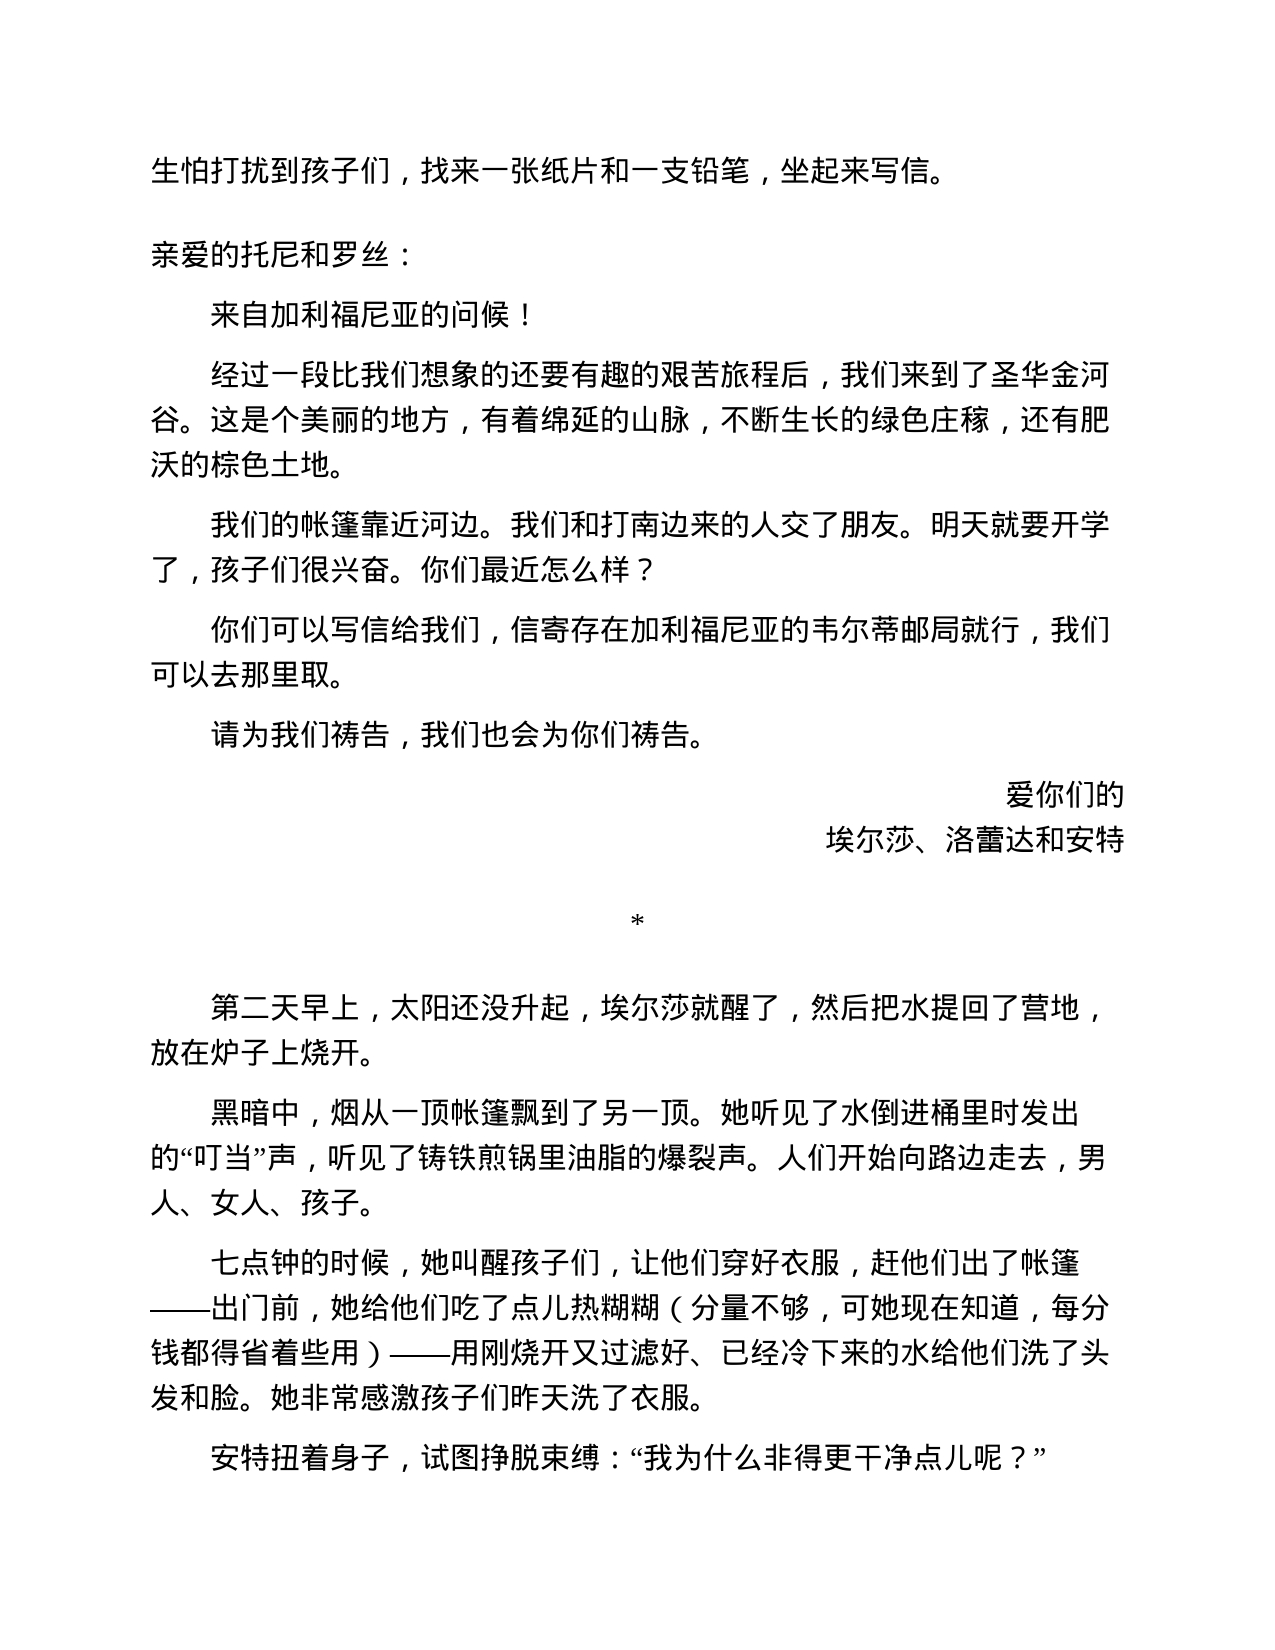 生怕打扰到孩子们，找来一张纸片和一支铅笔，坐起来写信。
亲爱的托尼和罗丝：
来自加利福尼亚的问候！
经过一段比我们想象的还要有趣的艰苦旅程后，我们来到了圣华金河
谷。这是个美丽的地方，有着绵延的山脉，不断生长的绿色庄稼，还有肥
沃的棕色土地。
我们的帐篷靠近河边。我们和打南边来的人交了朋友。明天就要开学
了，孩子们很兴奋。你们最近怎么样？
你们可以写信给我们，信寄存在加利福尼亚的韦尔蒂邮局就行，我们
可以去那里取。
请为我们祷告，我们也会为你们祷告。
爱你们的
埃尔莎、洛蕾达和安特
*
第二天早上，太阳还没升起，埃尔莎就醒了，然后把水提回了营地，
放在炉子上烧开。
黑暗中，烟从一顶帐篷飘到了另一顶。她听见了水倒进桶里时发出
的“叮当”声，听见了铸铁煎锅里油脂的爆裂声。人们开始向路边走去，男
人、女人、孩子。
七点钟的时候，她叫醒孩子们，让他们穿好衣服，赶他们出了帐篷
——出门前，她给他们吃了点儿热糊糊（分量不够，可她现在知道，每分
钱都得省着些用）——用刚烧开又过滤好、已经冷下来的水给他们洗了头
发和脸。她非常感激孩子们昨天洗了衣服。
安特扭着身子，试图挣脱束缚：“我为什么非得更干净点儿呢？”